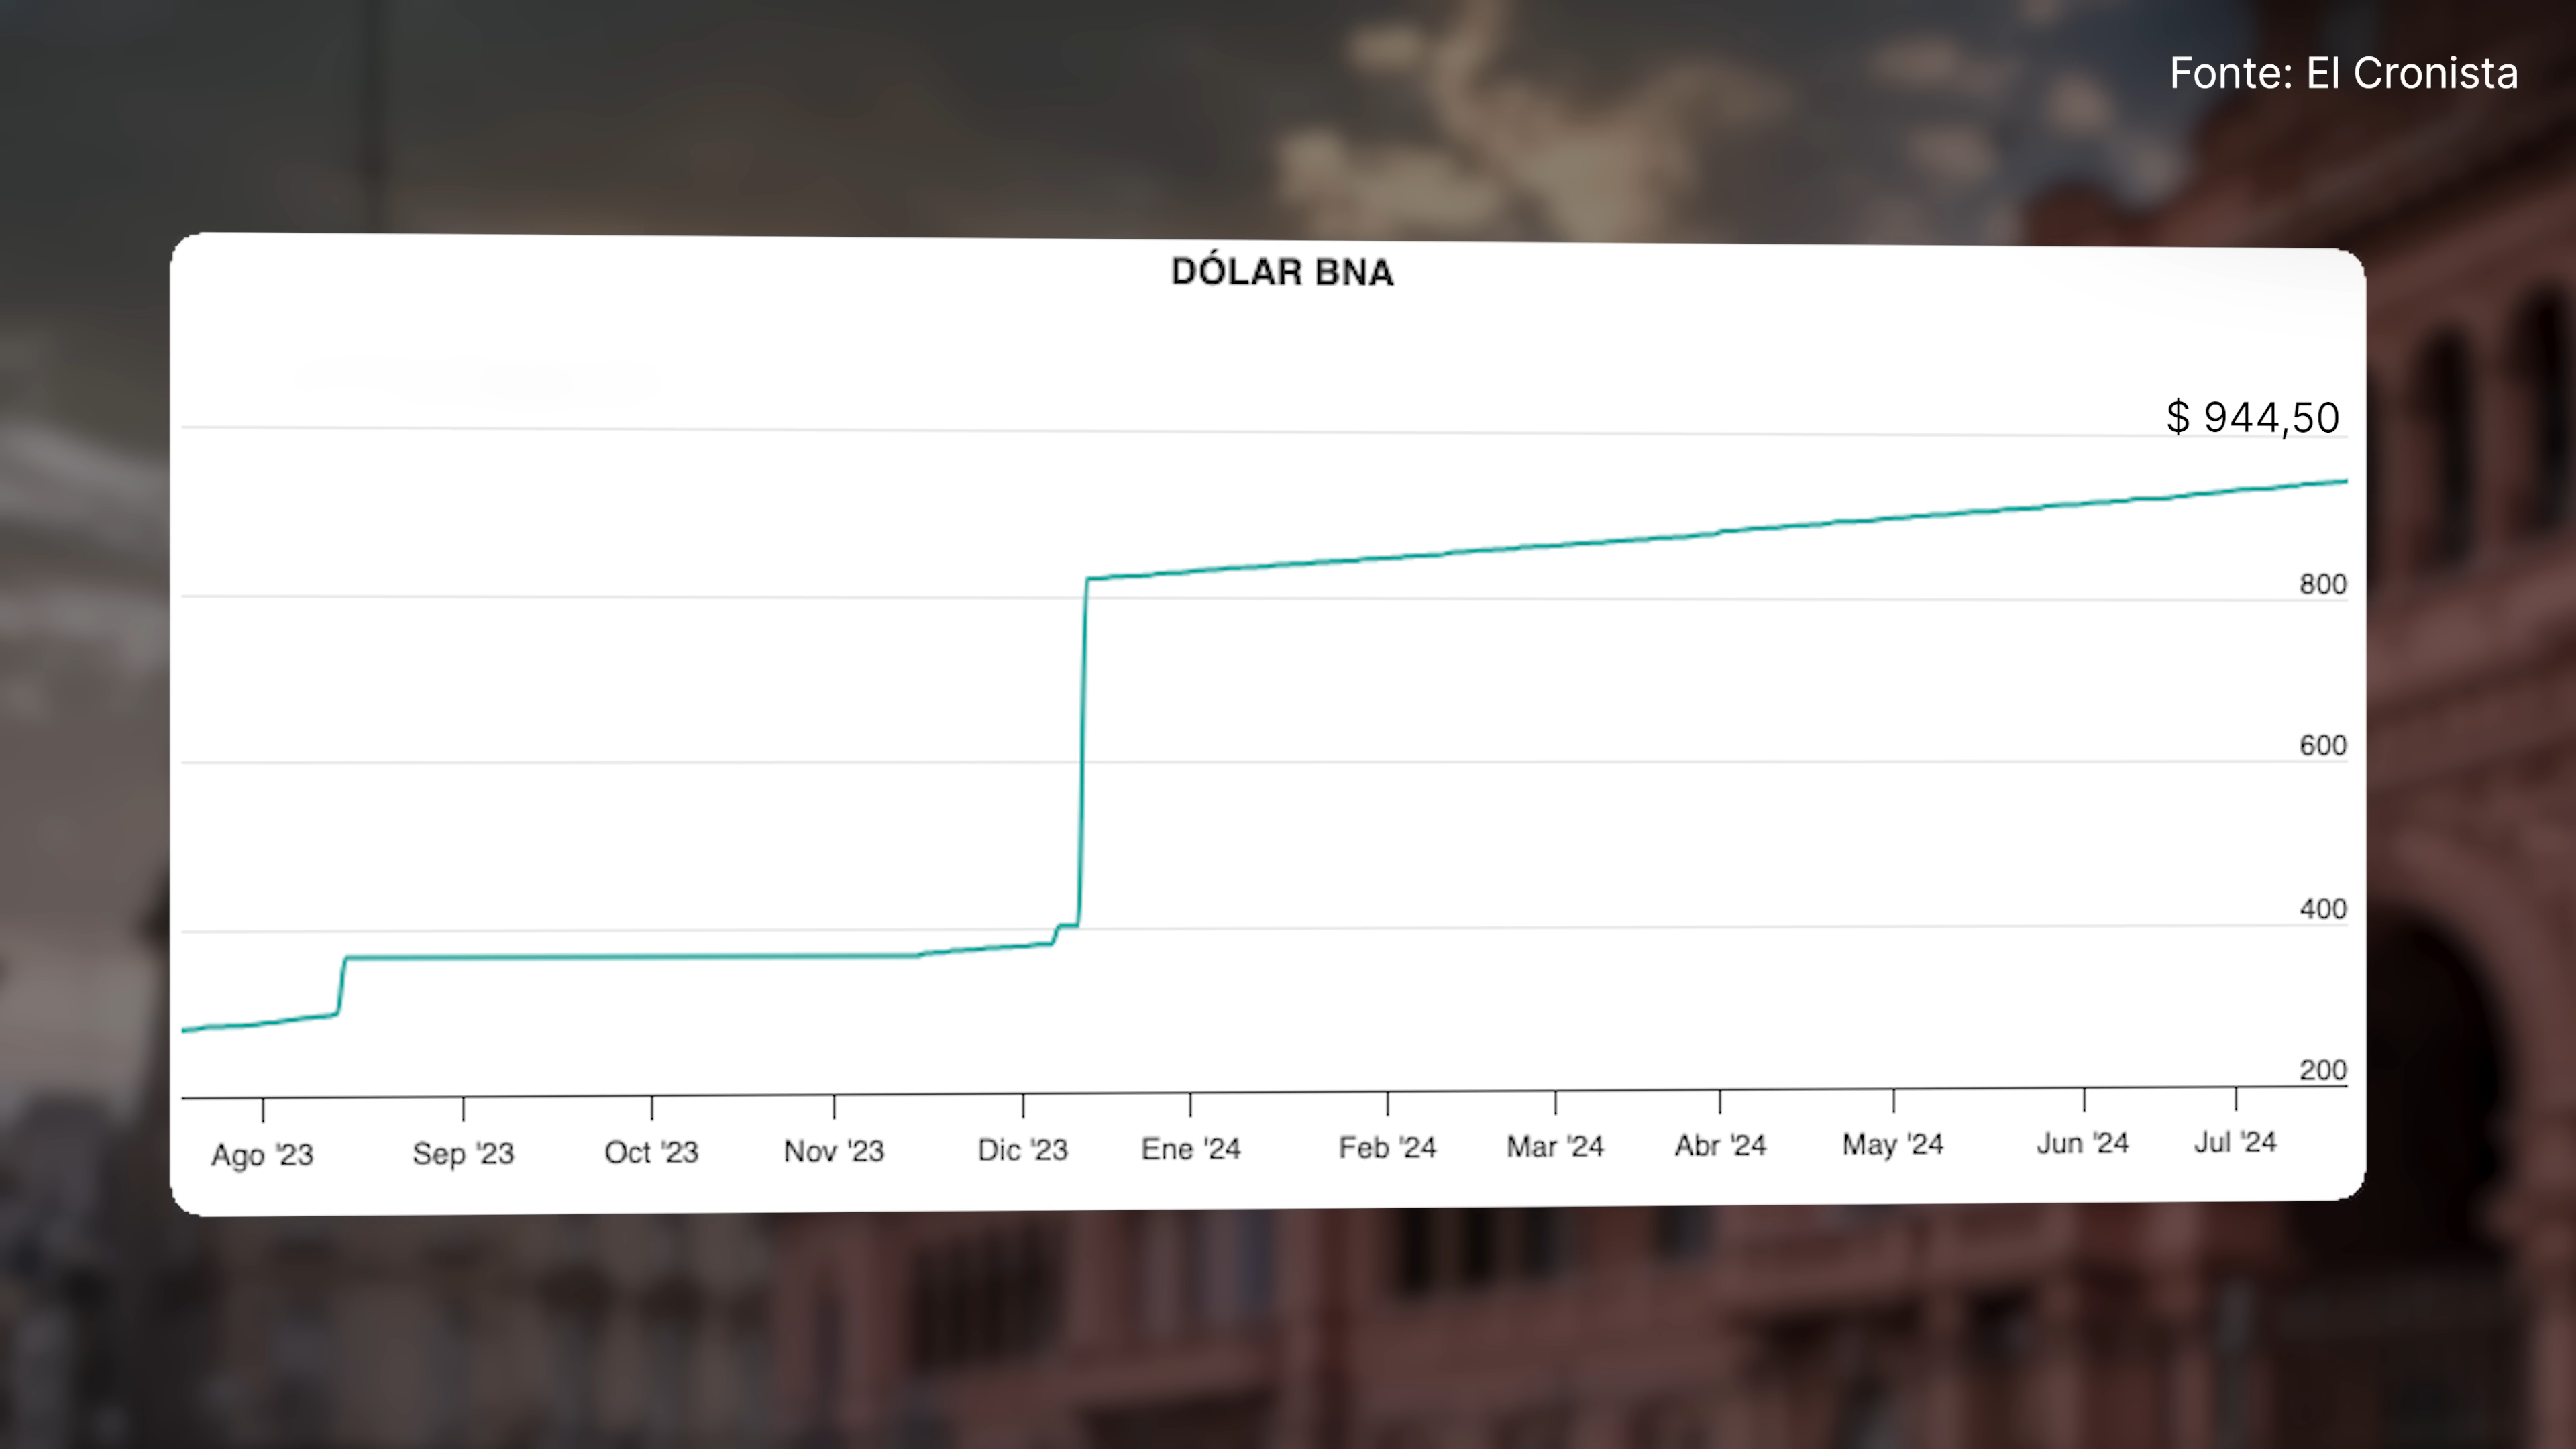 Fonte: El Cronista
DÓLAR BNA
$ 944,50
800
600
400
200
Ago '23 Sep '23 Oct '23 Nov '23 Dic '23 Ene '24 Feb '24 Mar '24 Abr '24 May '24 Jun '24 Jul '24